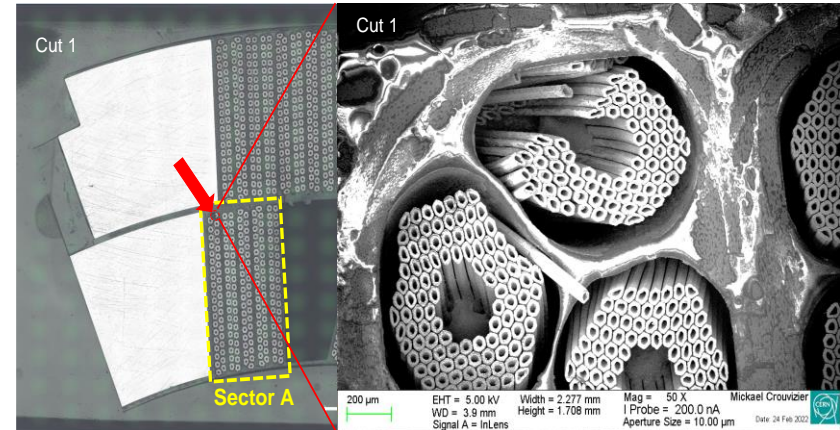 Cut 1
Sector A
Cut 1
200 µm
EHT = 5.00 kV
WD = 3.9 mm
Signal A = InLens
Width = 2.277 mm
Height = 1.708 mm
Mag = 50 X
I Probe = 200.0 nA
Aperture Size = 10.00 µm
Mickael Crouvizier
Date: 24 Feb 2022
CERN